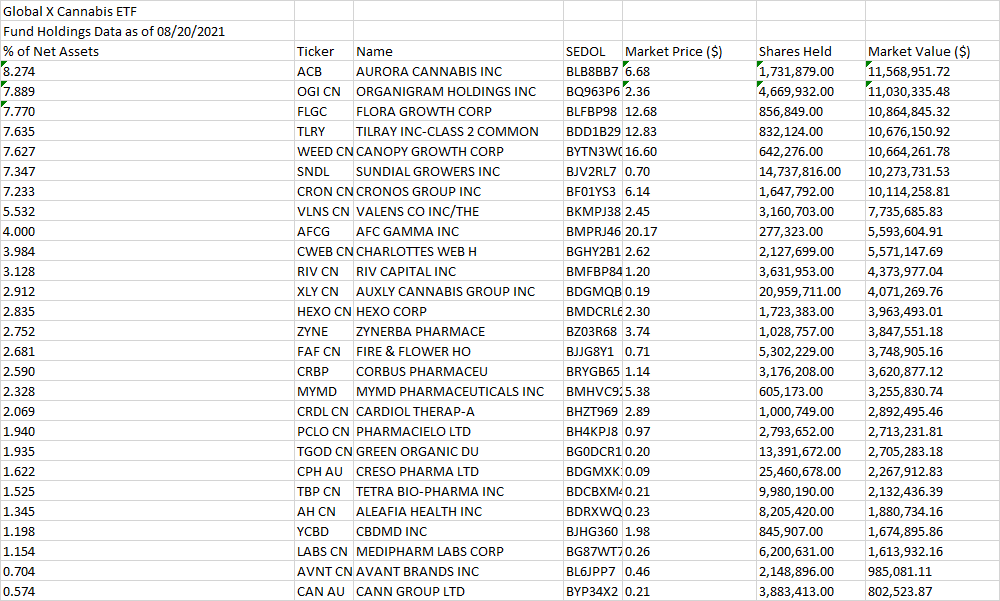 Global X Cannabis ETF
Fund Holdings Data as of 08/20/2021
% of Net Assets Ticker Name SEDOL Market Price ($) Shares Held Market Value ($)
8.274 ACB AURORA CANNABIS INC BLB8BB7 6.68 1,731,879.00 11,568,951.72
7.889 OGI CN ORGANIGRAM HOLDINGS INC BQ963P6 2.36 4,669,932.00 11,030,335.48
7.770 FLGC FLORA GROWTH CORP BLFBP98 12.68 856,849.00 10,864,845.32
7.635 TLRY TILRAY INC-CLASS 2 COMMON BDD1B29 12.83 832,124.00 10,676,150.92
7.627 WEED CN CANOPY GROWTH CORP BYTN3W 16.60 642,276.00 10,664,261.78
7.347 SNDL SUNDIAL GROWERS INC BJV2RL7 0.70 14,737,816.00 10,273,731.53
7.233 CRON CN CRONOS GROUP INC BF01YS3 6.14 1,647,792.00 10,114,258.81
5.532 VLNS CN VALENS CO INC/THE BKMPJ38 2.45 3,160,703.00 7,735,685.83
4.000 AFCG AFC GAMMA INC BMPRJ46 20.17 277,323.00 5,593,604.91
3.984 CWEB CN CHARLOTTES WEB H BGHY2B1 2.62 2,127,699.00 5,571,147.69
3.128 RIV CN RIV CAPITAL INC BMFBP84 1.20 3,631,953.00 4,373,977.04
2.912 XLY CN AUXLY CANNABIS GROUP INC BDGMQB 0.19 20,959,711.00 4,071,269.76
2.835 HEXO CN HEXO CORP BMDCRL6 2.30 1,723,383.00 3,963,493.01
2.752 ZYNE ZYNERBA PHARMACE BZ03R68 3.74 1,028,757.00 3,847,551.18
2.681 FAF CN FIRE & FLOWER HO BJJG8Y1 0.71 5,302,229.00 3,748,905.16
2.590 CRBP CORBUS PHARMACEU BRYGB65 1.14 3,176,208.00 3,620,877.12
2.328 MYMD MYMD PHARMACEUTICALS INC BMHVC9 5.38 605,173.00 3,255,830.74
2.069 CRDL CN CARDIOL THERAP-A BHZT969 2.89 1,000,749.00 2,892,495.46
1.940 PCLO CN PHARMACIELO LTD BH4KPJ8 0.97 2,793,652.00 2,713,231.81
1.935 TGOD CN GREEN ORGANIC DU BG0DCR1 0.20 13,391,672.00 2,705,283.18
1.622 CPH AU CRESO PHARMA LTD BDGMXK 0.09 25,460,678.00 2,267,912.83
1.525 TBP CN TETRA BIO-PHARMA INC BDCBXM 0.21 9,980,190.00 2,132,436.39
1.345 AH CN ALEAFIA HEALTH INC BDRXWQ 0.23 8,205,420.00 1,880,734.16
1.198 YCBD CBDMD INC BJHG360 1.98 845,907.00 1,674,895.86
1.154 LABS CN MEDIPHARM LABS CORP BG87WT7 0.26 6,200,631.00 1,613,932.16
0.704 AVNT CN AVANT BRANDS INC BL6JPP7 0.46 2,148,896.00 985,081.11
0.574 CAN AU CANN GROUP LTD BYP34X2 0.21 3,883,413.00 802,523.87